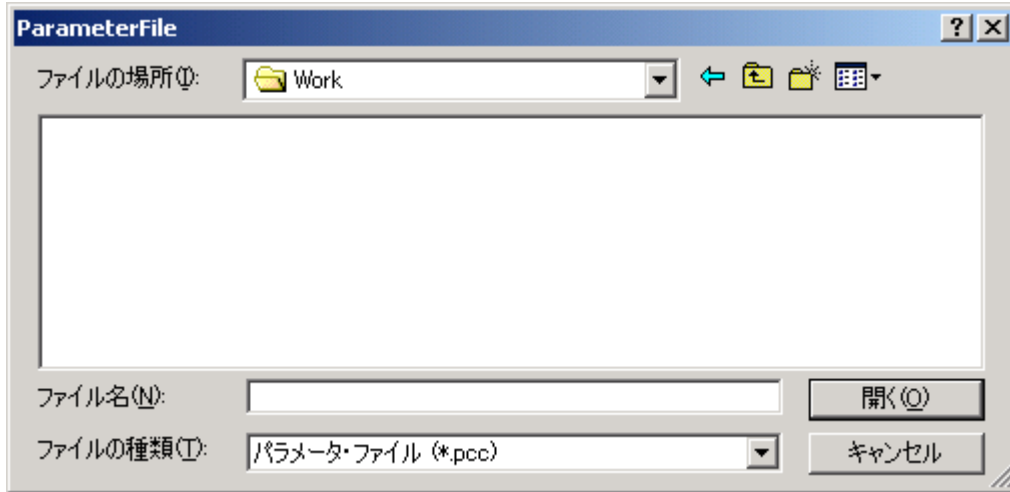 ParameterFile
ファイルの場所(I):
Work
ファイル名(N):
開く(O)
ファイルの種類(T):
パラメータ・ファイル (*.pcc)
キャンセル